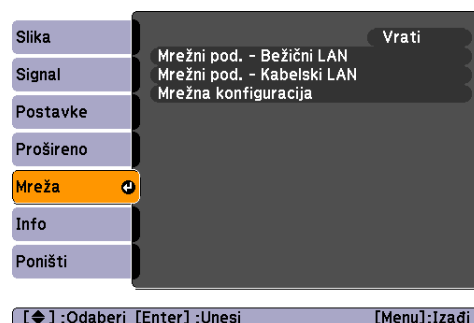 Slika
Signal
Postavke
Prošireno
Mreža
Info
Poništi
Vrati
Mrežni pod. - Bežični LAN
Mrežni pod. - Kabelski LAN
Mrežna konfiguracija
[ ] :Odaberi [Enter] :Unesi [Menu]:Izađi